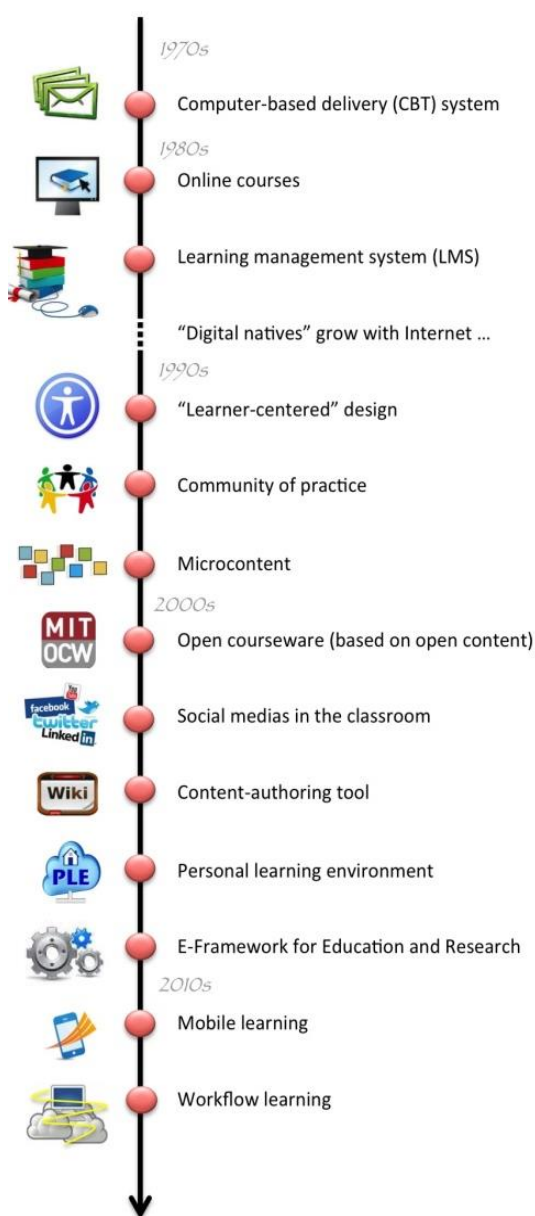 1970s
Computer-based delivery (CBT) system
1980s
Online courses
Learning management system (LMS)
“Digital natives” grow with Internet ...
1990s
“Learner-centered” design
Community of practice
Microcontent
2000s
MIT
OCW
Open courseware (based on open content)
You
Tube
facebook
twitter
Linked in
Social medias in the classroom
Wiki
Content-authoring tool
PLE
Personal learning environment
E-Framework for Education and Research
2010s
Mobile learning
Workflow learning